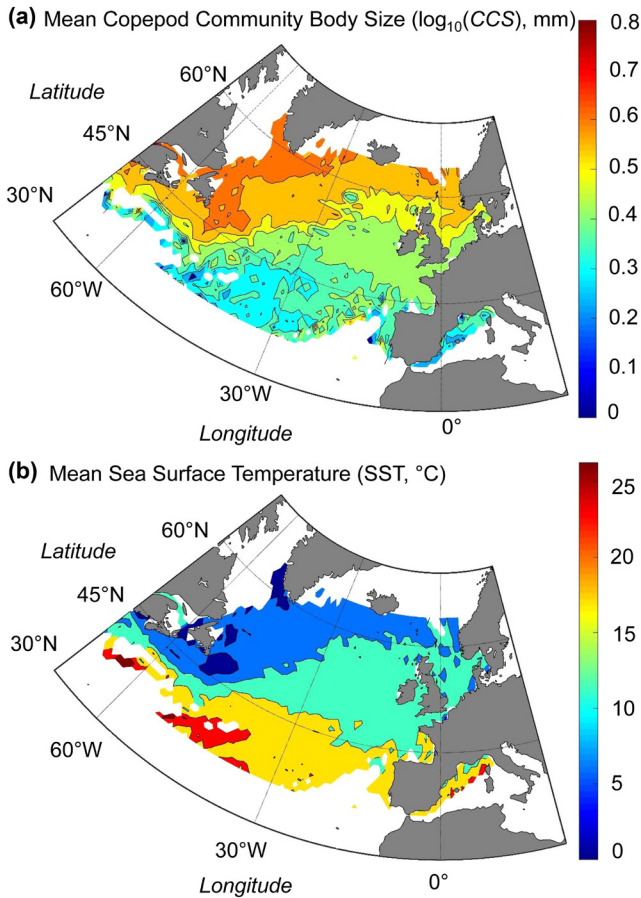 (a) Mean Copepod Community Body Size (log10(CCS), mm)
0.8
0.7
0.6
0.5
0.4
0.3
0.2
0.1
0
Latitude
60°N
45°N
30°N
60°W
30°W
0°
Longitude
(b) Mean Sea Surface Temperature (SST, °C)
25
20
15
10
5
0
Latitude
60°N
45°N
30°N
60°W
30°W
0°
Longitude